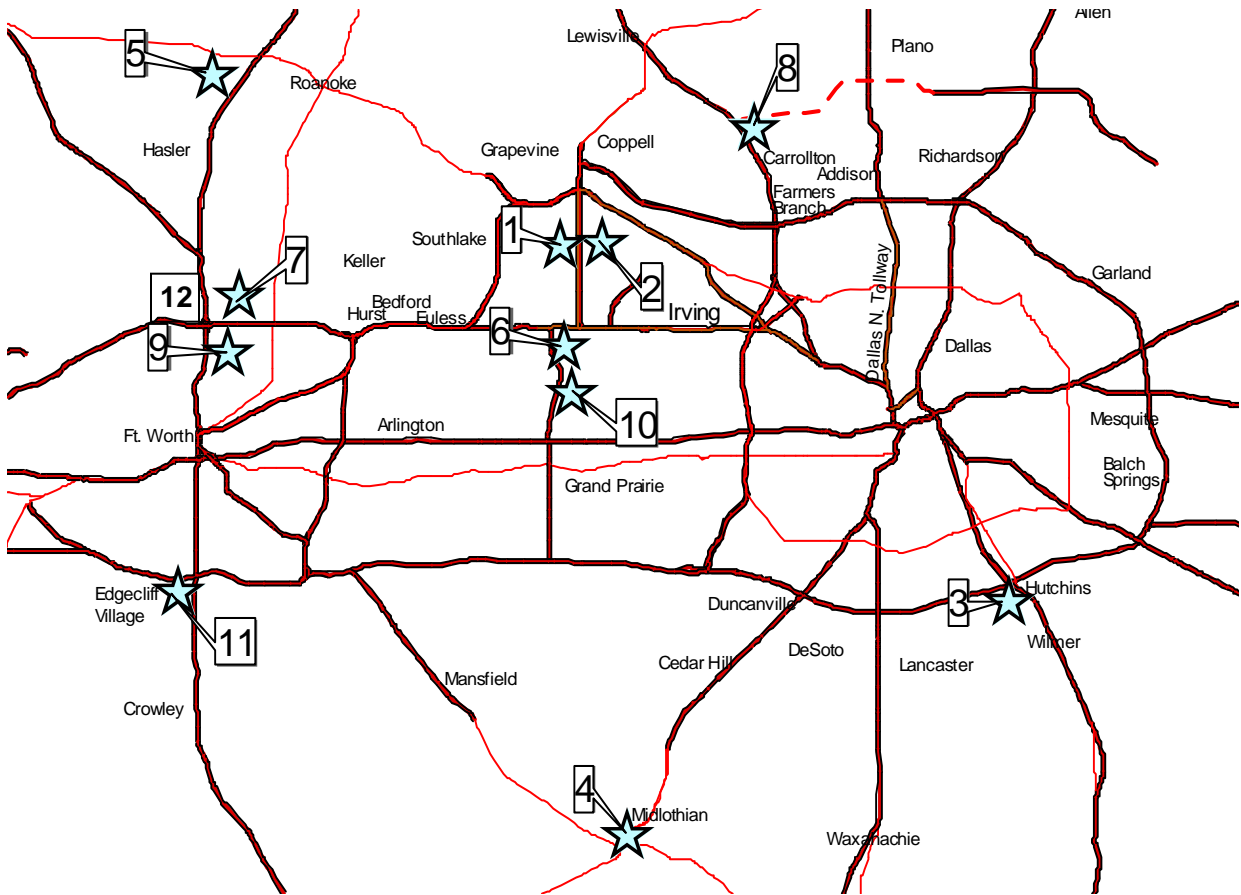 Allen
Lewisville
Plano
5
8
Roanoke
Hasler
Grapevine
Coppell
Carrollton
Richardson
Addison
Farmers
Branch
1
Southlake
7
Keller
2
Garland
12
Bedford
Hurst
Euless
Irving
Dallas N. Tollway
6
9
Dallas
10
Ft. Worth
Arlington
Mesquite
Grand Prairie
Balch
Springs
Edgecliff
Village
11
Duncanville
3
Hutchins
Wilmer
DeSoto
Cedar Hill
Lancaster
Mansfield
Crowley
4
Midlothian
Waxahachie